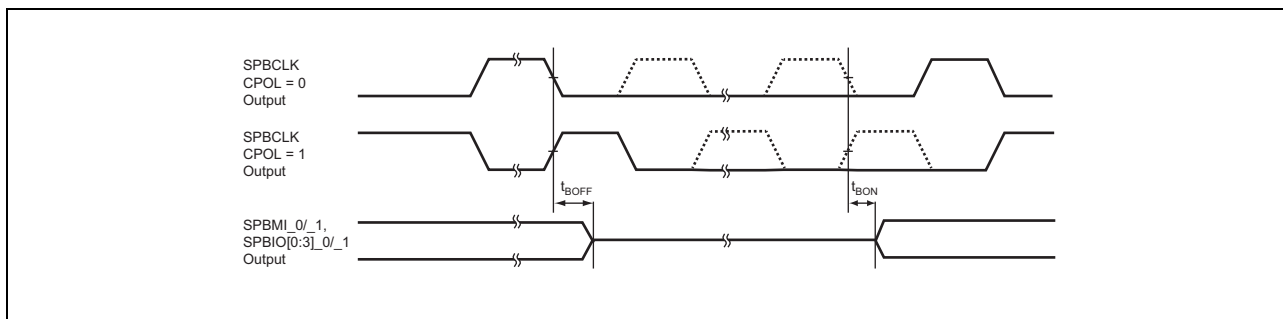 SPBCLK
CPOL = 0
Output
SPBCLK
CPOL = 1
Output
tBOFF
tBON
SPBMI_0/_1,
SPBIO[0:3]_0/_1
Output